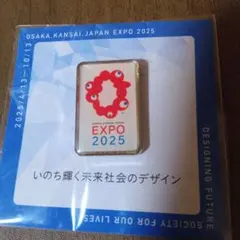 OSAKA, KANSAI, JAPAN EXPO 2025
2025/4/13-10/13
EXPO
2025
いのち輝く未来社会のデザイン
DESIGNING FUTURE
SOCIETY FOR OUR LIVES